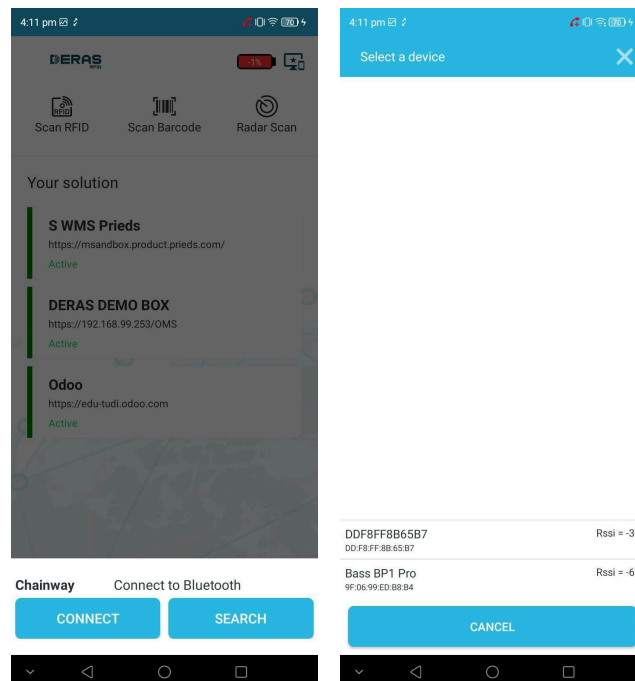 4:11 pm
70
DERAS
RFID
-1%
RFID
Scan RFID
Scan Barcode
Radar Scan
Your solution
S WMS Prieds
https://msandbox.product.prieds.com/
Active
DERAS DEMO BOX
https://192.168.99.253/OMS
Active
Odoo
https://edu-tudi.odoo.com
Active
Chainway Connect to Bluetooth
CONNECT
SEARCH
4:11 pm
70
Select a device
DDF8FF8B65B7 Rssi = -3
DD:F8:FF:8B:65:B7
Bass BP1 Pro Rssi = -6
9F:06:99:ED:B8:B4
CANCEL